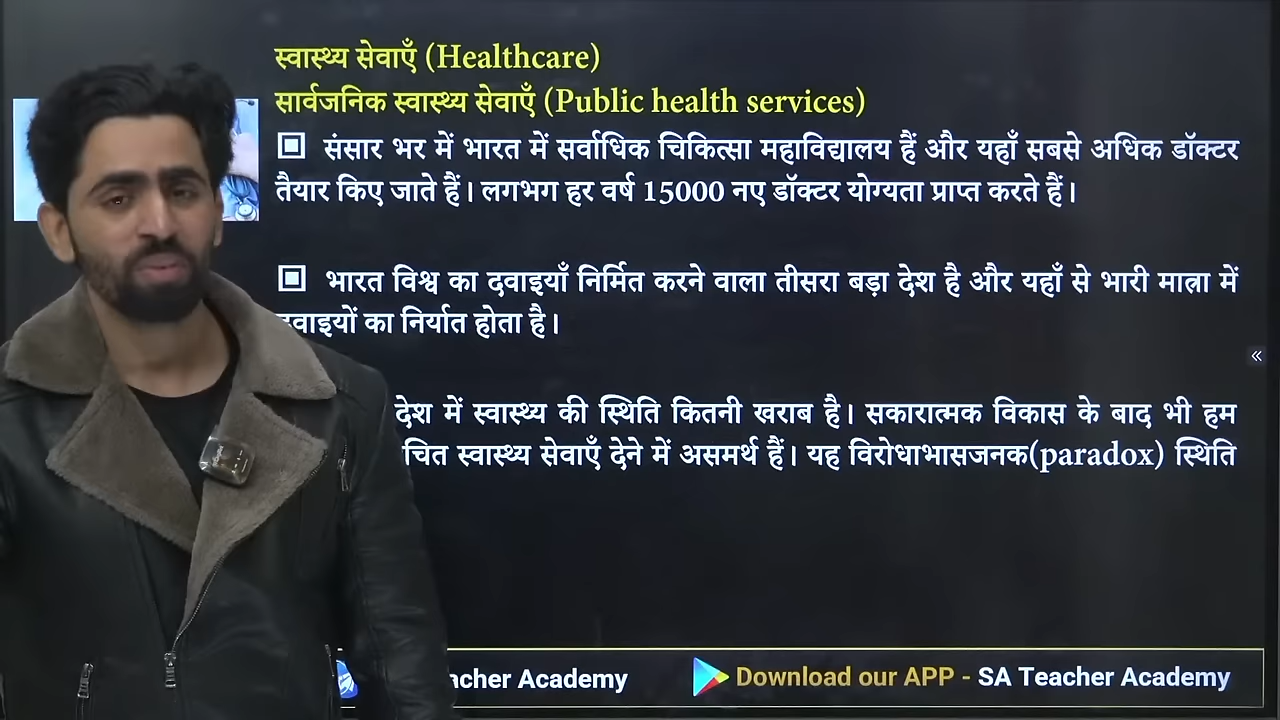 स्वास्थ्य सेवाएँ (Healthcare)
सार्वजनिक स्वास्थ्य सेवाएँ (Public health services)
संसार भर में भारत में सर्वाधिक चिकित्सा महाविद्यालय हैं और यहाँ सबसे अधिक डॉक्टर
तैयार किए जाते हैं। लगभग हर वर्ष 15000 नए डॉक्टर योग्यता प्राप्त करते हैं।
भारत विश्व का दवाइयाँ निर्मित करने वाला तीसरा बड़ा देश है और यहाँ से भारी मात्रा में
दवाइयों का निर्यात होता है।
देश में स्वास्थ्य की स्थिति कितनी खराब है। सकारात्मक विकास के बाद भी हम
चित स्वास्थ्य सेवाएँ देने में असमर्थ हैं। यह विरोधाभासजनक(paradox) स्थिति
«
acher Academy
Download our APP - SA Teacher Academy